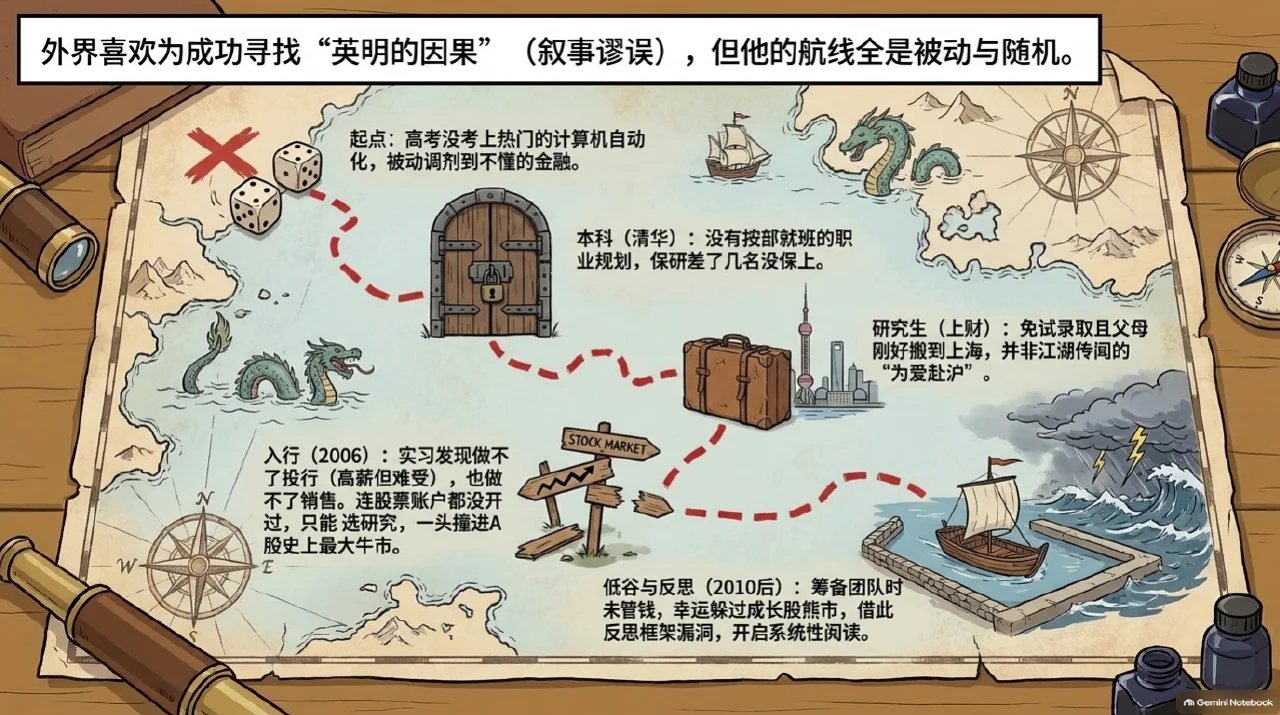 外界喜欢为成功寻找“英明的因果”（叙事谬误），但他的航线全是被动与随机。
起点：高考没考上热门的计算机自动
化，被动调剂到不懂的金融。
本科（清华）：没有按部就班的职
业规划，保研差了几名没保上。
研究生（上财）：免试录取且父母
刚好搬到上海，并非江湖传闻的
“为爱赴沪”。
入行（2006）：实习发现做不
了投行（高薪但难受），也做
不了销售。连股票账户都没开
过，只能 选研究，一头撞进A
股史上最大牛市。
STOCK MARKET
低谷与反思（2010后）：筹备团队时
未管钱，幸运躲过成长股熊市，借此
反思框架漏洞，开启系统性阅读。
N
N
W
E
S
W
S
Gemini Notebook